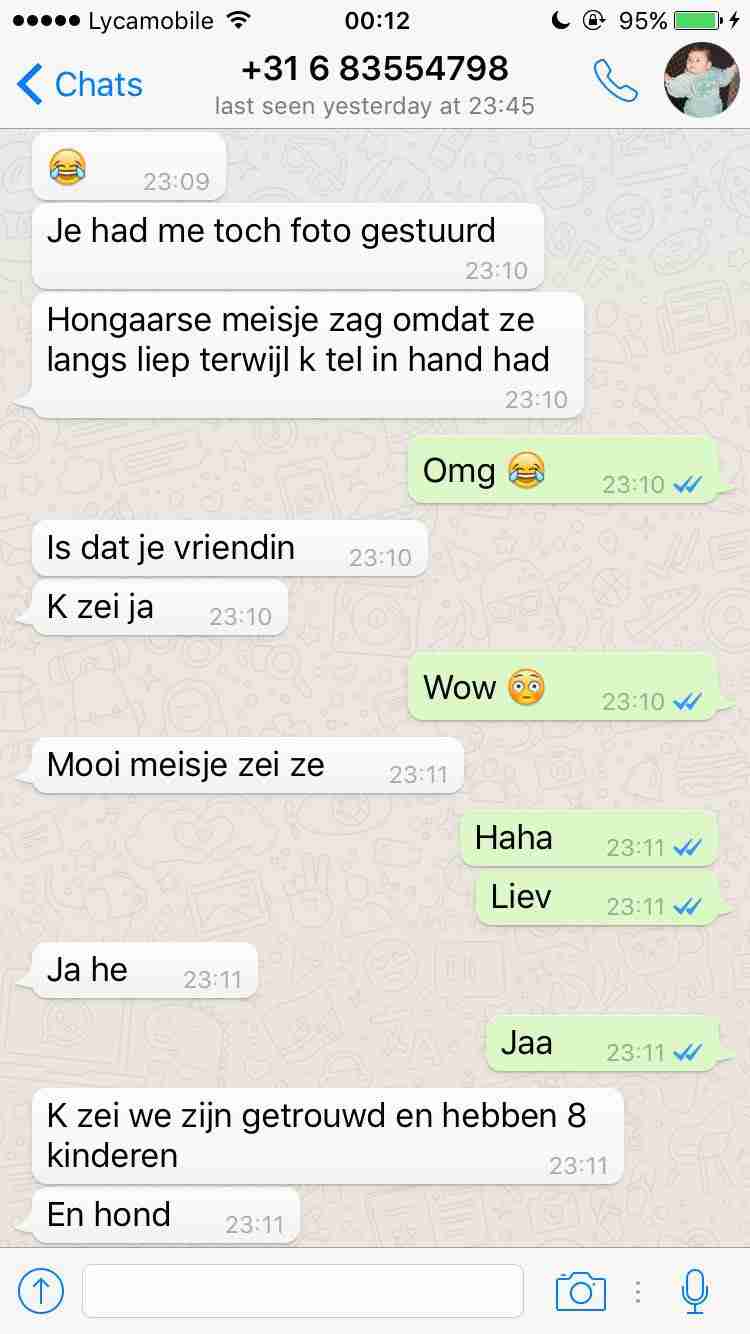 Lycamobile 00:12 95%
Chats +31 6 83554798
last seen yesterday at 23:45
😂 23:09
Je had me toch foto gestuurd
23:10
Hongaarse meisje zag omdat ze
langs liep terwijl k tel in hand had
23:10
Omg 😂 23:10
Is dat je vriendin 23:10
K zei ja 23:10
Wow 😳 23:10
Mooi meisje zei ze 23:11
Haha 23:11
Liev 23:11
Ja he 23:11
Jaa 23:11
K zei we zijn getrouwd en hebben 8
kinderen 23:11
En hond 23:11